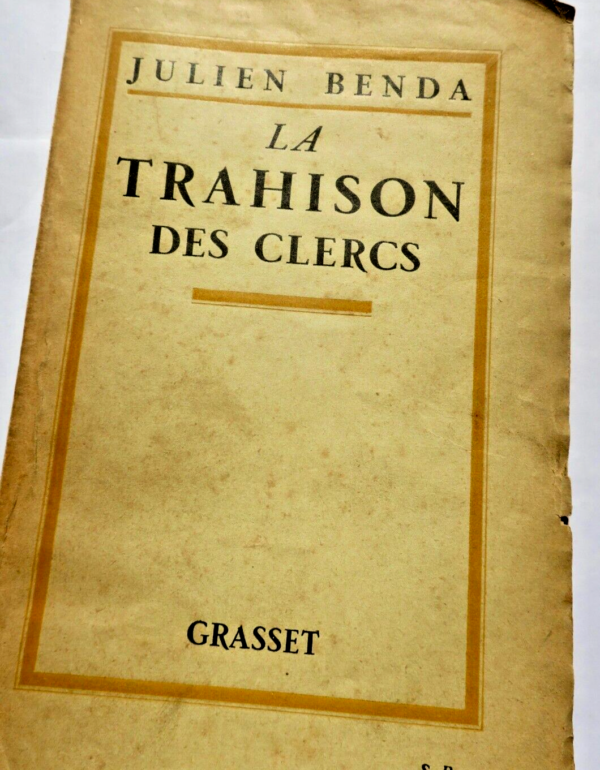 JULIEN BENDA
LA
TRAHISON
DES CLERCS
GRASSET